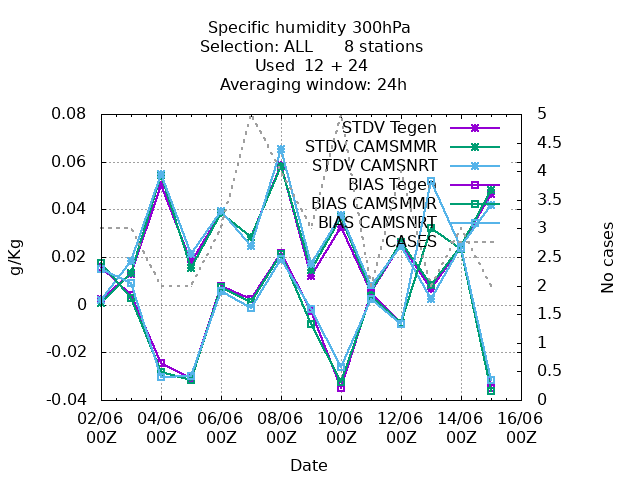 Specific humidity 300hPa
Selection: ALL 8 stations
Used 12 + 24
Averaging window: 24h
STDV Tegen
STDV CAMSMMR
STDV CAMSNRT
BIAS Tegen
BIAS CAMSMMR
BIAS CAMSNRT
CASES
g/Kg
0.08
0.06
0.04
0.02
0
-0.02
-0.04
No cases
5
4.5
4
3.5
3
2.5
2
1.5
1
0.5
0
02/06 04/06 06/06 08/06 10/06 12/06 14/06 16/06
00Z 00Z 00Z 00Z 00Z 00Z 00Z 00Z
Date